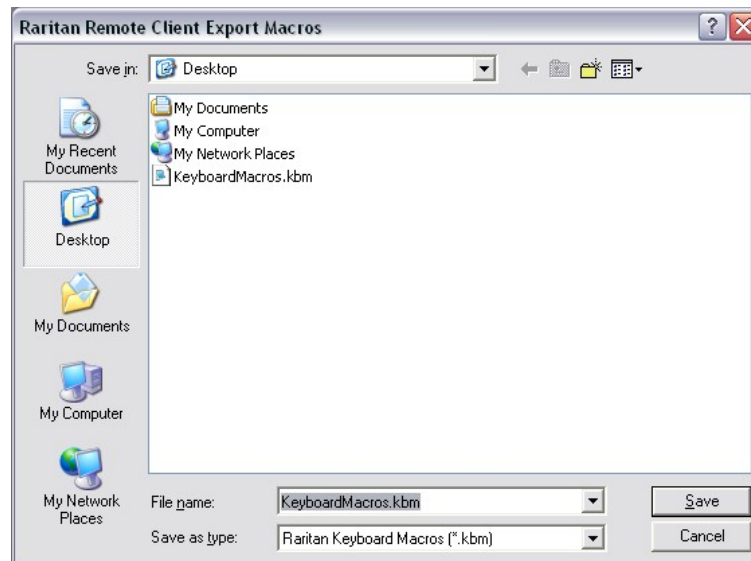 Raritan Remote Client Export Macros
Save in:
Desktop
My Recent
Documents
Desktop
My Documents
My Computer
My Network
Places
My Documents
My Computer
My Network Places
KeyboardMacros.kbm
File name:
KeyboardMacros.kbm
Save
Save as type:
Raritan Keyboard Macros (*.kbm)
Cancel